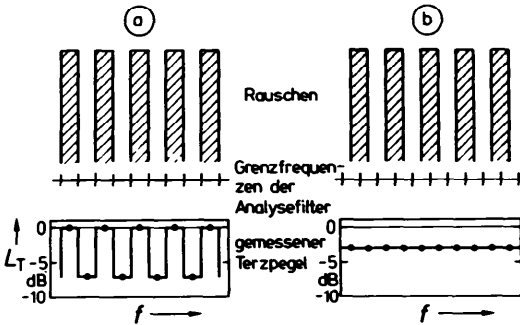 a
b
Rauschen
Grenzfrequen-
zen der
Analysefilter
gemessener
Terzpegel
0
L_T -5
dB
-10
f
0
-5
dB
-10
f